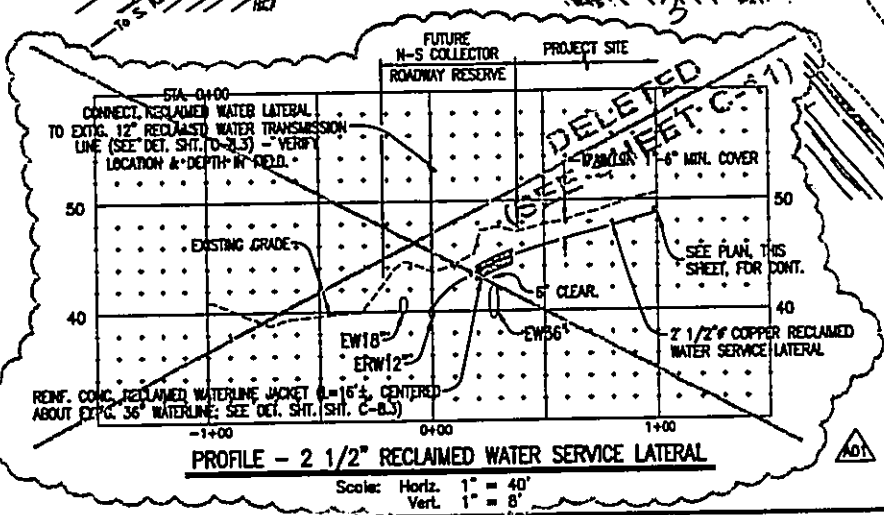 TO S.
FUTURE
N-S COLLECTOR
ROADWAY RESERVE
PROJECT SITE
DELETED
(SEE SHEET C-
STA. 0+00
CONNECT RECLAIMED WATER LATERAL
TO EXTG. 12" RECLAIMED WATER TRANSMISSION
LINE (SEE DET. SHT. C-8.3) - VERIFY
LOCATION & DEPTH IN FIELD.
6" MIN. COVER
50
50
EXISTING GRADE
SEE PLAN, THIS
SHEET, FOR CONT.
6" CLEAR.
40
40
EW18"
EW36"
ERW12"
2 1/2"ø COPPER RECLAIMED
WATER SERVICE LATERAL
REINF. CONC. RECLAIMED WATERLINE JACKET (L=16'±, CENTERED
ABOUT EXTG. 36" WATERLINE; SEE DET. SHT. (SHT. C-8.3)
-1+00
0+00
1+00
PROFILE - 2 1/2" RECLAIMED WATER SERVICE LATERAL
Scale: Horiz. 1" = 40'
Vert. 1" = 8'
AD1